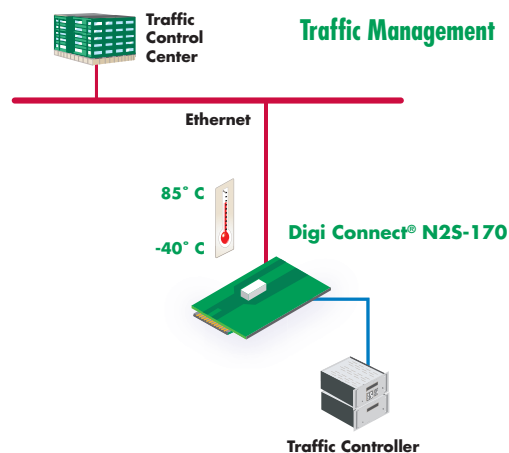 Traffic
Control
Center
Traffic Management
Ethernet
85° C
-40° C
Digi Connect® N2S-170
Traffic Controller